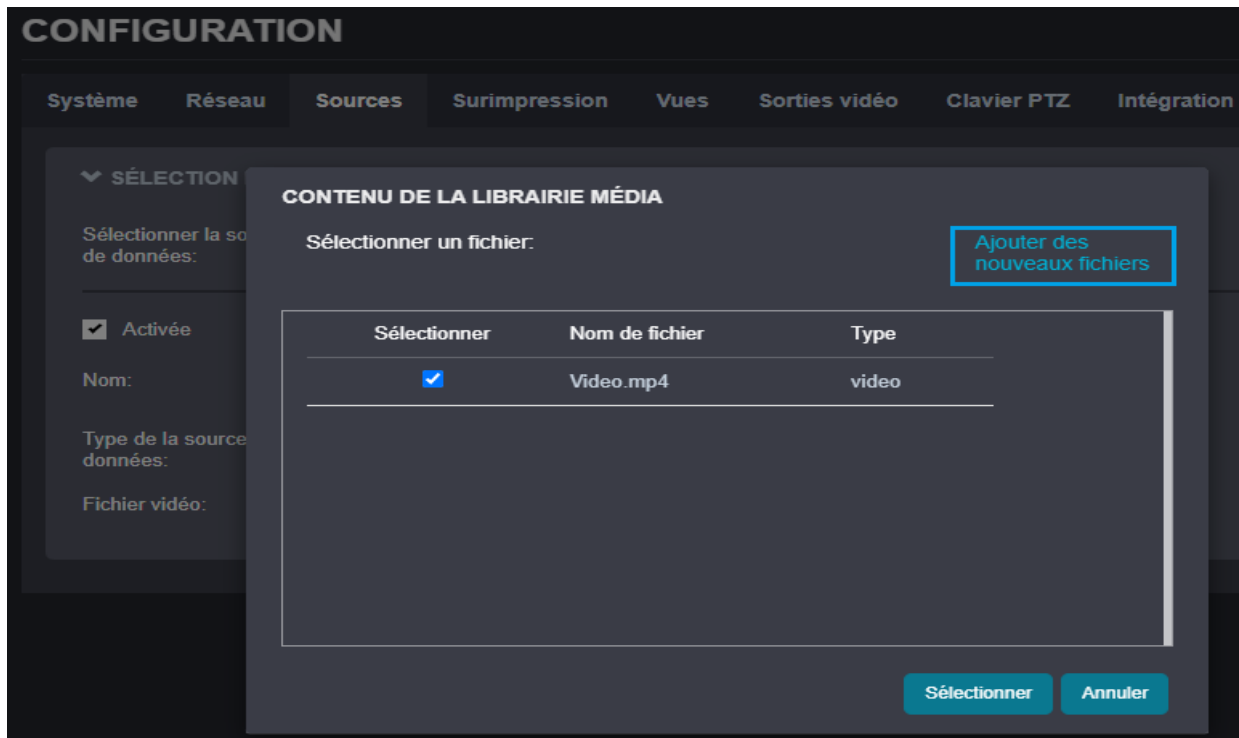 CONFIGURATION
Système Réseau Sources Surimpression Vues Sorties vidéo Clavier PTZ Intégration
SÉLECTION
CONTENU DE LA LIBRAIRIE MÉDIA
Sélectionner la so
de données:
Sélectionner un fichier:
Ajouter des
nouveaux fichiers
Activée
Sélectionner Nom de fichier Type
Nom:
Video.mp4 video
Type de la source
données:
Fichier vidéo:
Sélectionner Annuler